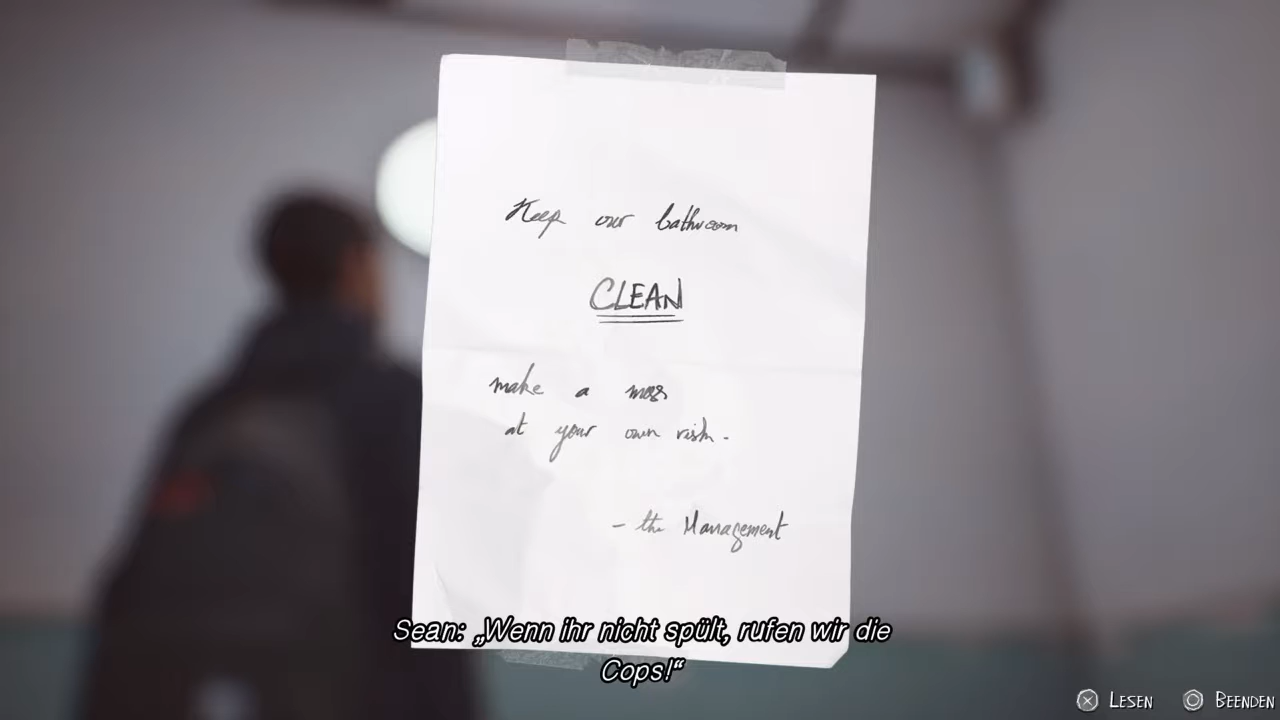 Keep our bathroom
CLEAN
make a mess
at your own risk.
- the Management
Sean: „Wenn ihr nicht spült, rufen wir die
Cops!“
LESEN BEENDEN